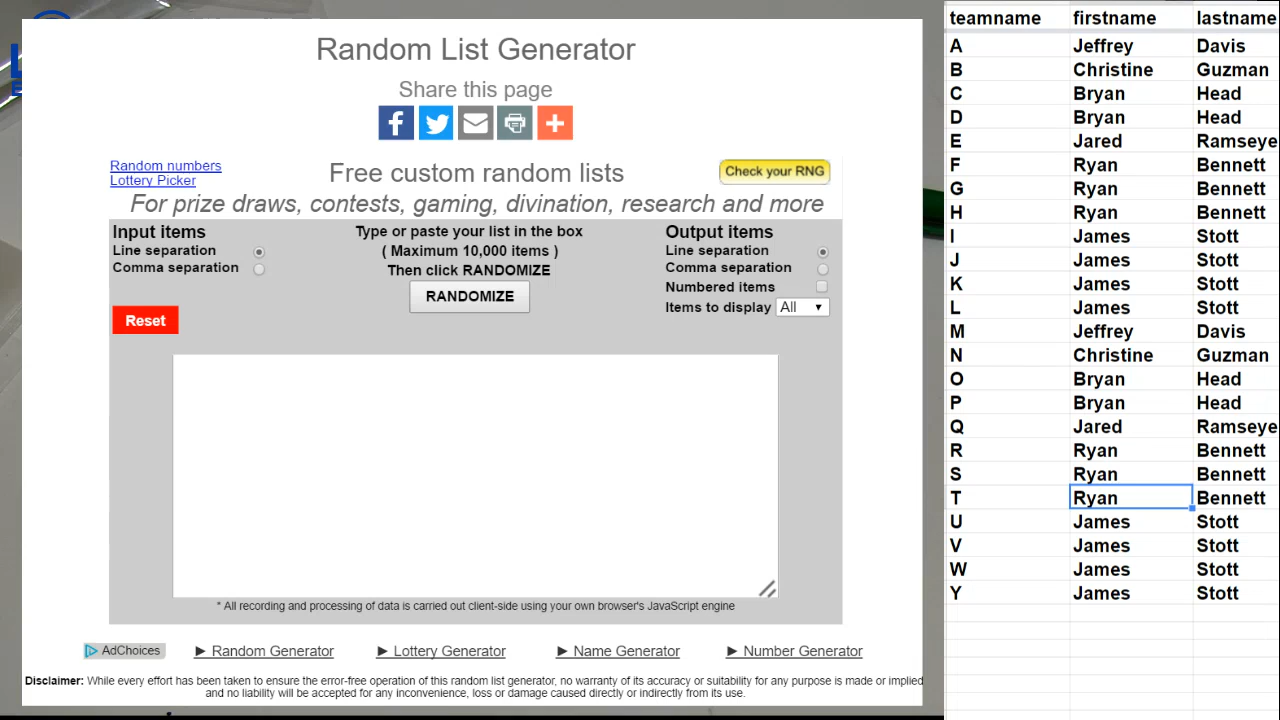 Random List Generator
Share this page
Random numbers
Lottery Picker
Free custom random lists
Check your RNG
For prize draws, contests, gaming, divination, research and more
Input items
Line separation
Comma separation
Reset
Type or paste your list in the box
( Maximum 10,000 items )
Then click RANDOMIZE
RANDOMIZE
Output items
Line separation
Comma separation
Numbered items
Items to display All
* All recording and processing of data is carried out client-side using your own browser's JavaScript engine
AdChoices
► Random Generator
► Lottery Generator
► Name Generator
► Number Generator
Disclaimer: While every effort has been taken to ensure the error-free operation of this random list generator, no warranty of its accuracy or suitability for any purpose is made or implied
and no liability will be accepted for any inconvenience, loss or damage caused directly or indirectly from its use.
teamname firstname lastname
A Jeffrey Davis
B Christine Guzman
C Bryan Head
D Bryan Head
E Jared Ramseye
F Ryan Bennett
G Ryan Bennett
H Ryan Bennett
I James Stott
J James Stott
K James Stott
L James Stott
M Jeffrey Davis
N Christine Guzman
O Bryan Head
P Bryan Head
Q Jared Ramseye
R Ryan Bennett
S Ryan Bennett
T Ryan Bennett
U James Stott
V James Stott
W James Stott
Y James Stott